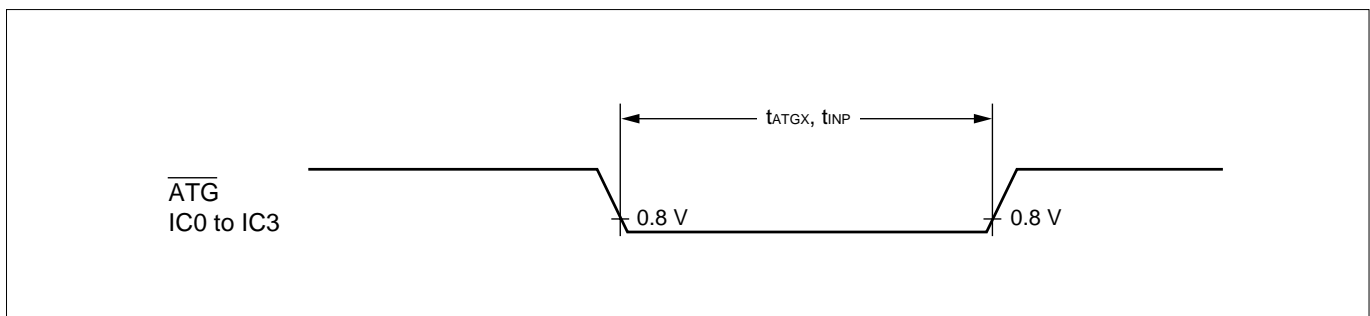 tATGX, tINP
ATG
IC0 to IC3
0.8 V
0.8 V